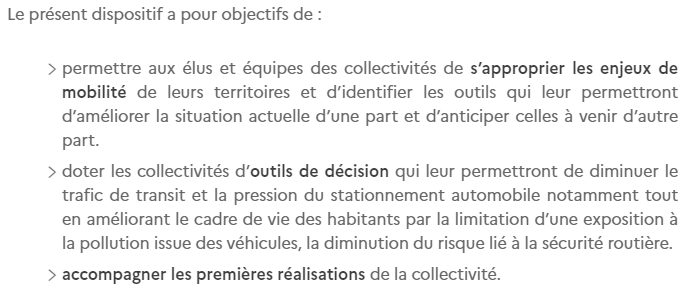 Le présent dispositif a pour objectifs de :
> permettre aux élus et équipes des collectivités de s’approprier les enjeux de
mobilité de leurs territoires et d’identifier les outils qui leur permettront
d’améliorer la situation actuelle d’une part et d’anticiper celles à venir d’autre
part.
> doter les collectivités d’outils de décision qui leur permettront de diminuer le
trafic de transit et la pression du stationnement automobile notamment tout
en améliorant le cadre de vie des habitants par la limitation d’une exposition à
la pollution issue des véhicules, la diminution du risque lié à la sécurité routière.
> accompagner les premières réalisations de la collectivité.